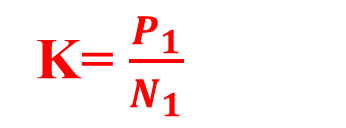 K= P₁/N₁